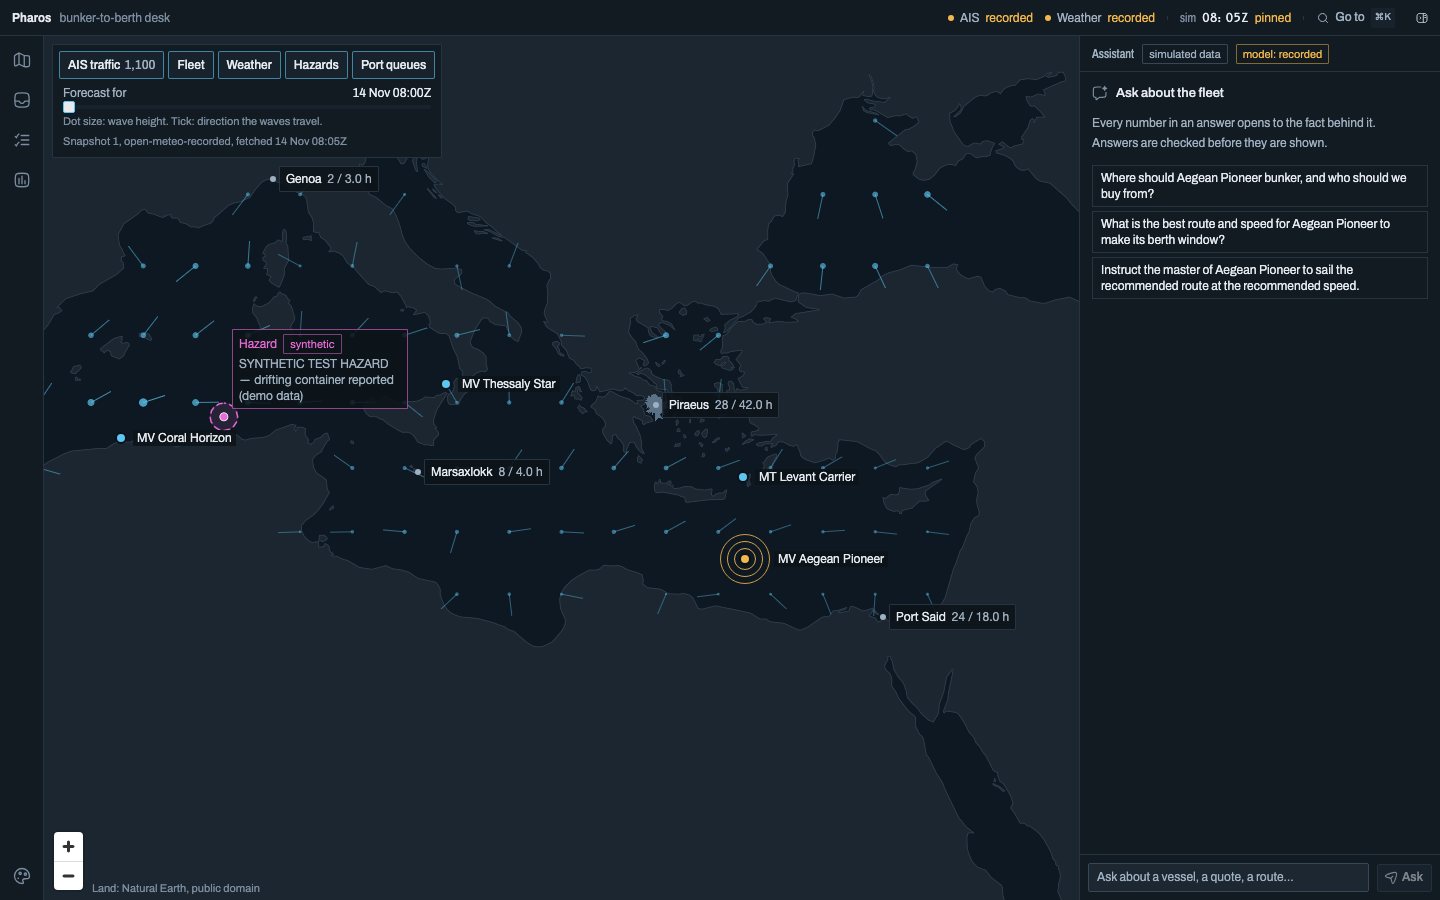 Pharos bunker-to-berth desk
AIS recorded Weather recorded sim 08:05Z pinned Go to ⌘K
AIS traffic 1,100 Fleet Weather Hazards Port queues
Forecast for 14 Nov 08:00Z
Dot size: wave height. Tick: direction the waves travel.
Snapshot 1, open-meteo-recorded, fetched 14 Nov 08:05Z
Genoa 2 / 3.0 h
Hazard synthetic
SYNTHETIC TEST HAZARD
— drifting container reported
(demo data)
MV Thessaly Star
Piraeus 28 / 42.0 h
MV Coral Horizon
Marsaxlokk 8 / 4.0 h
MT Levant Carrier
MV Aegean Pioneer
Port Said 24 / 18.0 h
+
−
Land: Natural Earth, public domain
Assistant simulated data model: recorded
Ask about the fleet
Every number in an answer opens to the fact behind it.
Answers are checked before they are shown.
Where should Aegean Pioneer bunker, and who should we
buy from?
What is the best route and speed for Aegean Pioneer to
make its berth window?
Instruct the master of Aegean Pioneer to sail the
recommended route at the recommended speed.
Ask about a vessel, a quote, a route...
Ask